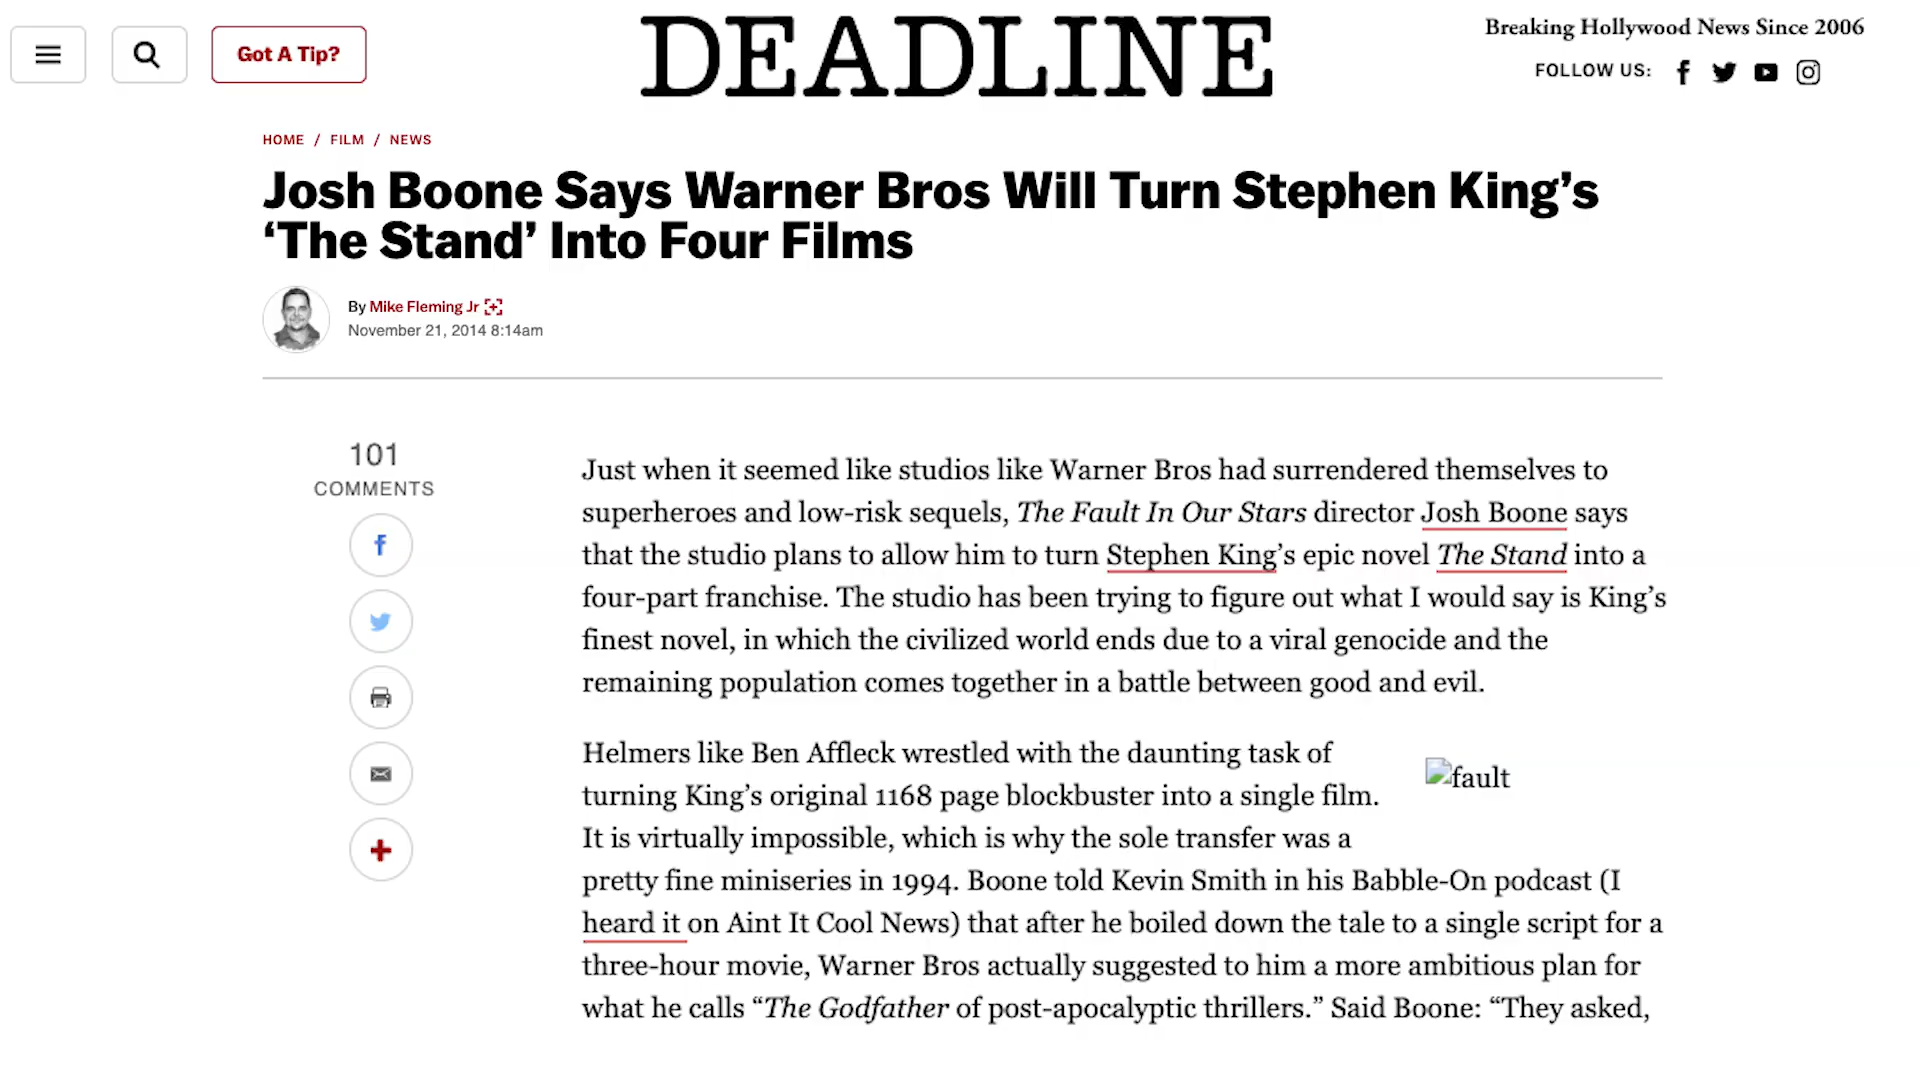 Got A Tip?
DEADLINE
Breaking Hollywood News Since 2006
FOLLOW US:
HOME / FILM / NEWS
Josh Boone Says Warner Bros Will Turn Stephen King’s
‘The Stand’ Into Four Films
By Mike Fleming Jr
November 21, 2014 8:14am
101
COMMENTS
Just when it seemed like studios like Warner Bros had surrendered themselves to
superheroes and low-risk sequels, The Fault In Our Stars director Josh Boone says
that the studio plans to allow him to turn Stephen King’s epic novel The Stand into a
four-part franchise. The studio has been trying to figure out what I would say is King’s
finest novel, in which the civilized world ends due to a viral genocide and the
remaining population comes together in a battle between good and evil.
Helmers like Ben Affleck wrestled with the daunting task of
turning King’s original 1168 page blockbuster into a single film.
It is virtually impossible, which is why the sole transfer was a
fault
pretty fine miniseries in 1994. Boone told Kevin Smith in his Babble-On podcast (I
heard it on Aint It Cool News) that after he boiled down the tale to a single script for a
three-hour movie, Warner Bros actually suggested to him a more ambitious plan for
what he calls “The Godfather of post-apocalyptic thrillers.” Said Boone: “They asked,